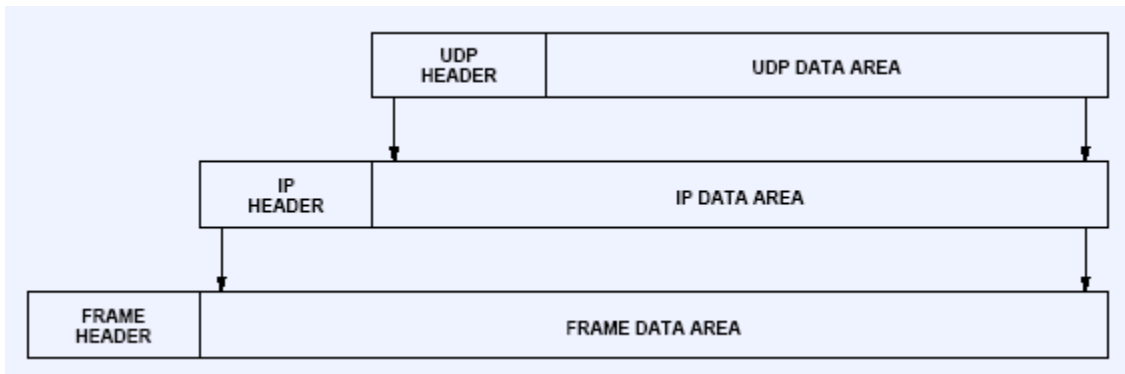 UDP
HEADER
UDP DATA AREA
IP
HEADER
IP DATA AREA
FRAME
HEADER
FRAME DATA AREA